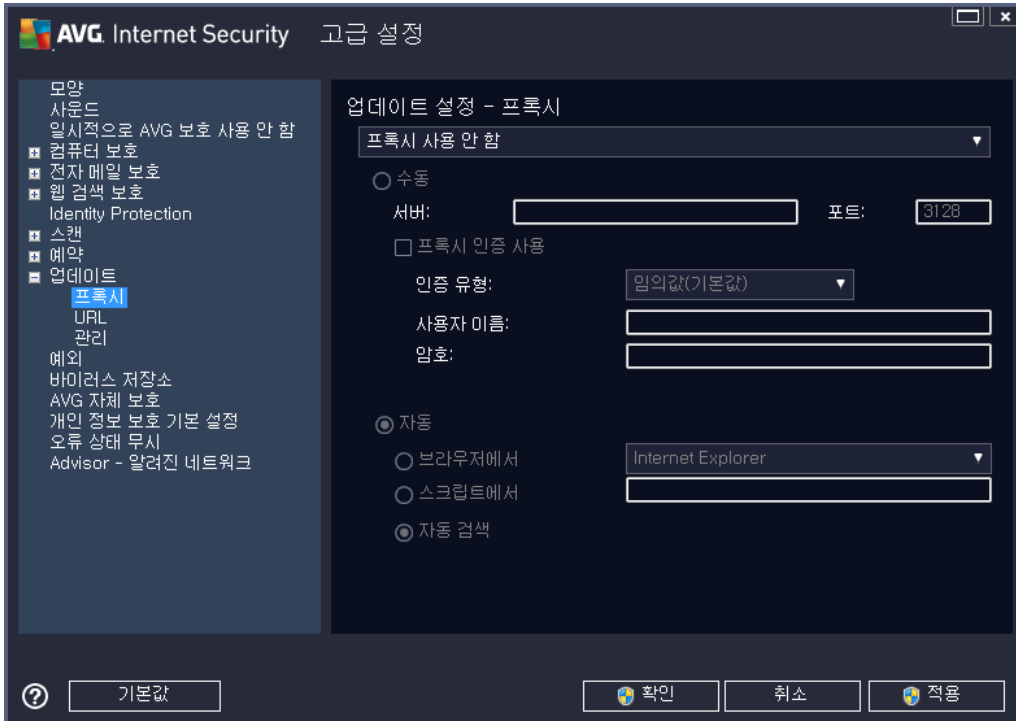 AVG. Internet Security 고급 설정
모양
사운드
일시적으로 AVG 보호 사용 안 함
컴퓨터 보호
전자 메일 보호
웹 검색 보호
Identity Protection
스캔
예약
업데이트
프록시
URL
관리
예외
바이러스 저장소
AVG 자체 보호
개인 정보 보호 기본 설정
오류 상태 무시
Advisor - 알려진 네트워크
업데이트 설정 - 프록시
프록시 사용 안 함
수동
서버: 포트: 3128
프록시 인증 사용
인증 유형: 임의값(기본값)
사용자 이름:
암호:
자동
브라우저에서 Internet Explorer
스크립트에서
자동 검색
기본값 확인 취소 적용